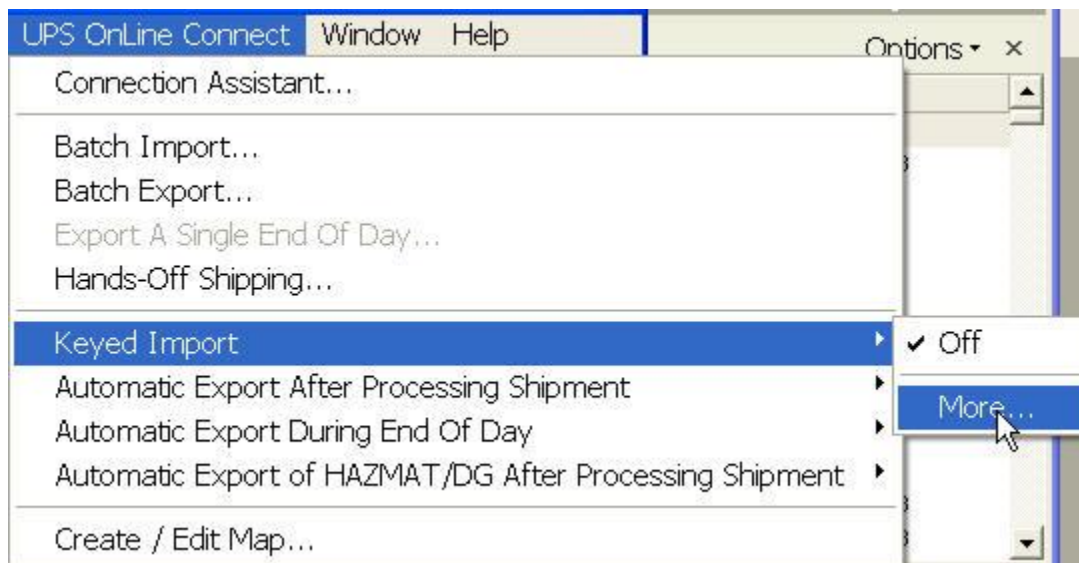 UPS OnLine Connect Window Help
Options ×
Connection Assistant...
Batch Import...
Batch Export...
Export A Single End Of Day...
Hands-Off Shipping...
Keyed Import
✔ Off
Automatic Export After Processing Shipment
More...
Automatic Export During End Of Day
Automatic Export of HAZMAT/DG After Processing Shipment
Create / Edit Map...